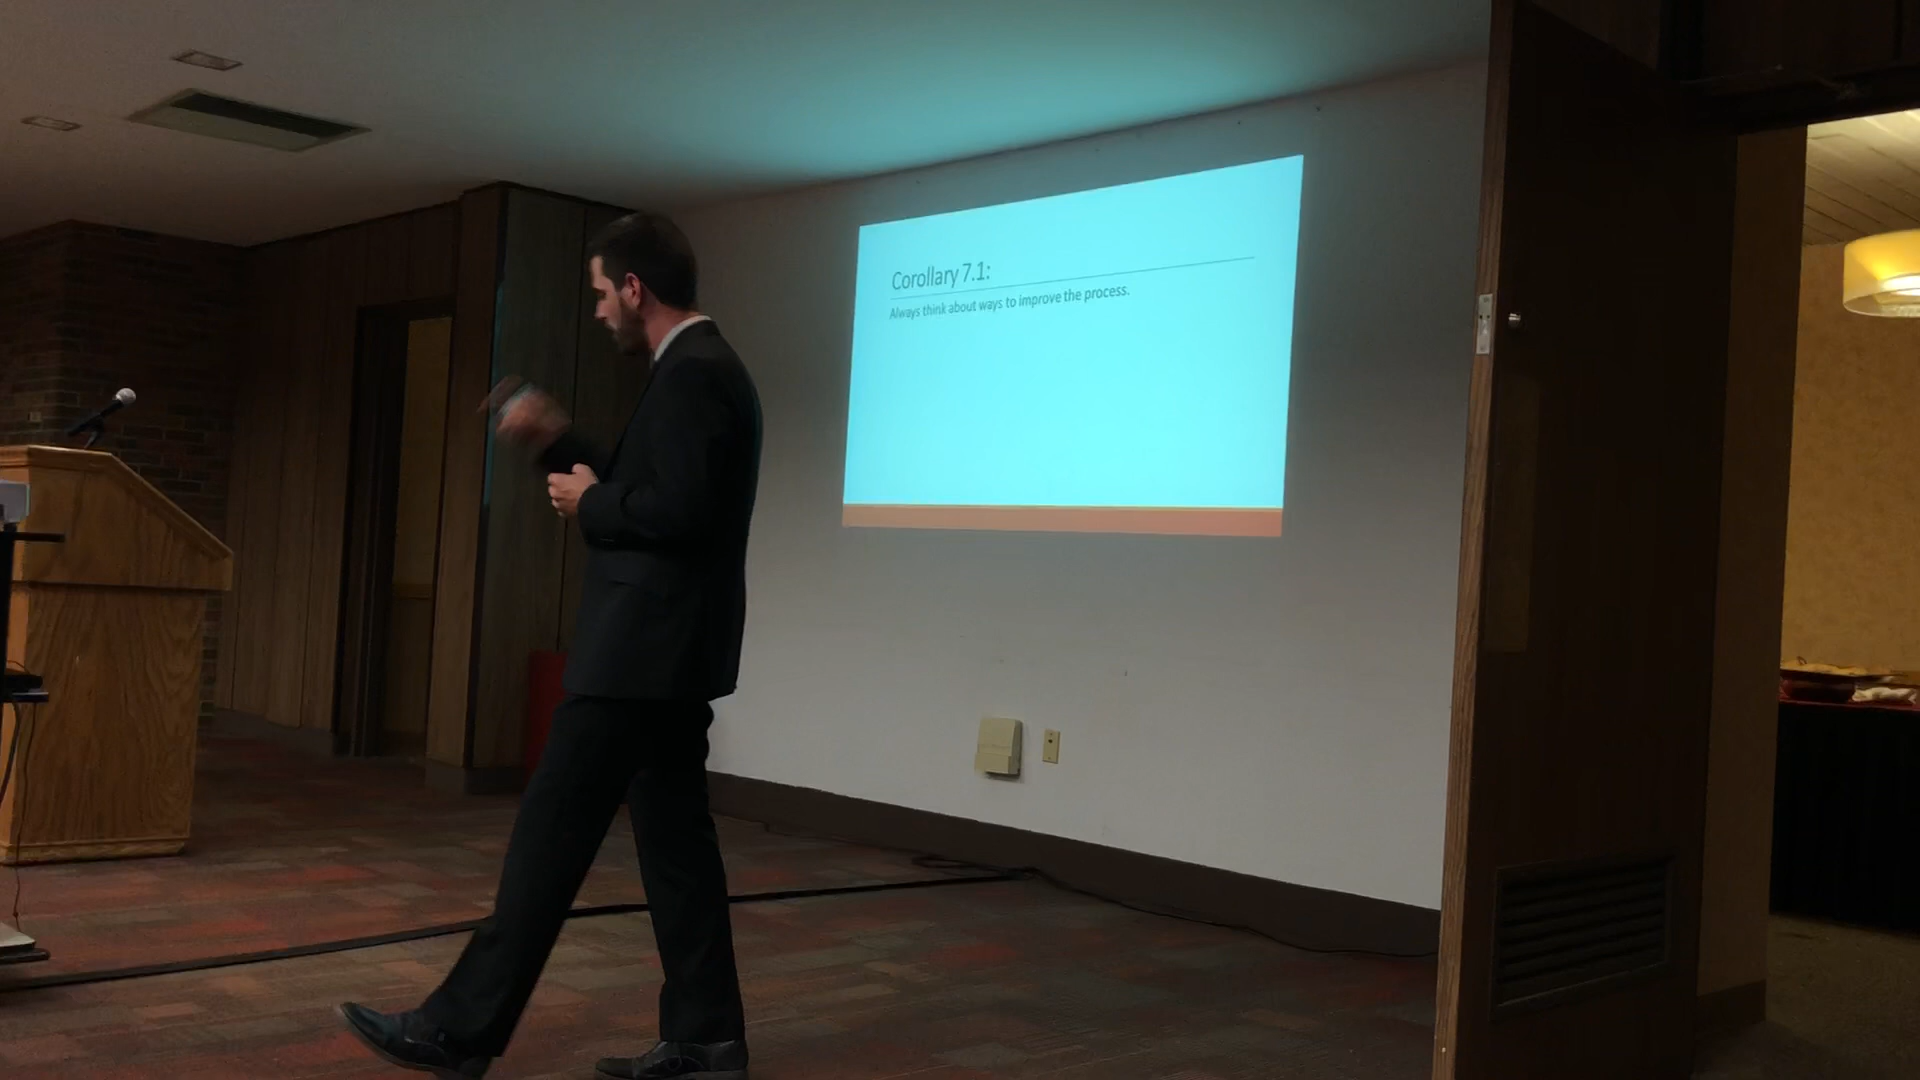 Corollary 7.1:
Always think about ways to improve the process.